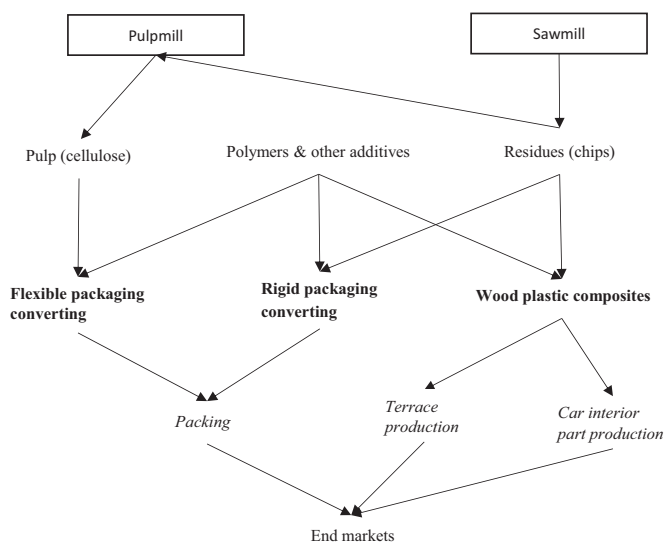 Pulpmill
Sawmill
Pulp (cellulose)
Polymers & other additives
Residues (chips)
Flexible packaging
converting
Rigid packaging
converting
Wood plastic composites
Packing
Terrace
production
Car interior
part production
End markets